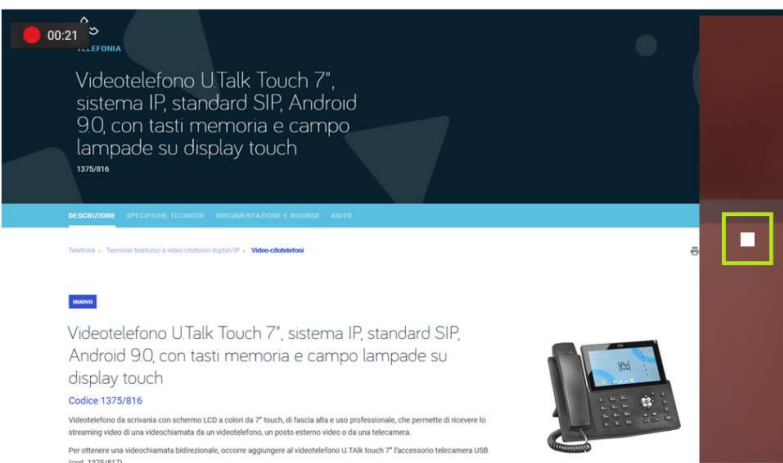 00:21
TELEFONIA
Videotelefono U.Talk Touch 7",
sistema IP, standard SIP, Android
9.0, con tasti memoria e campo
lampade su display touch
1375/816
DESCRIZIONE SPECIFICHE TECNICHE DOCUMENTAZIONE E RISORSE AIUTO
Telefonia Terminali telefonici e video-citofonici digitali/IP Video-citotelefoni
NUOVO
Videotelefono U.Talk Touch 7", sistema IP, standard SIP,
Android 9.0, con tasti memoria e campo lampade su
display touch
Codice 1375/816
Videotelefono da scrivania con schermo LCD a colori da 7" touch, di fascia alta e uso professionale, che permette di ricevere lo
streaming video di una videochiamata da un videotelefono, un posto esterno video o da una telecamera.
Per ottenere una videochiamata bidirezionale, occorre aggiungere al videotelefono U.TAlk touch 7" l'accessorio telecamera USB
(cod. 1375/817)